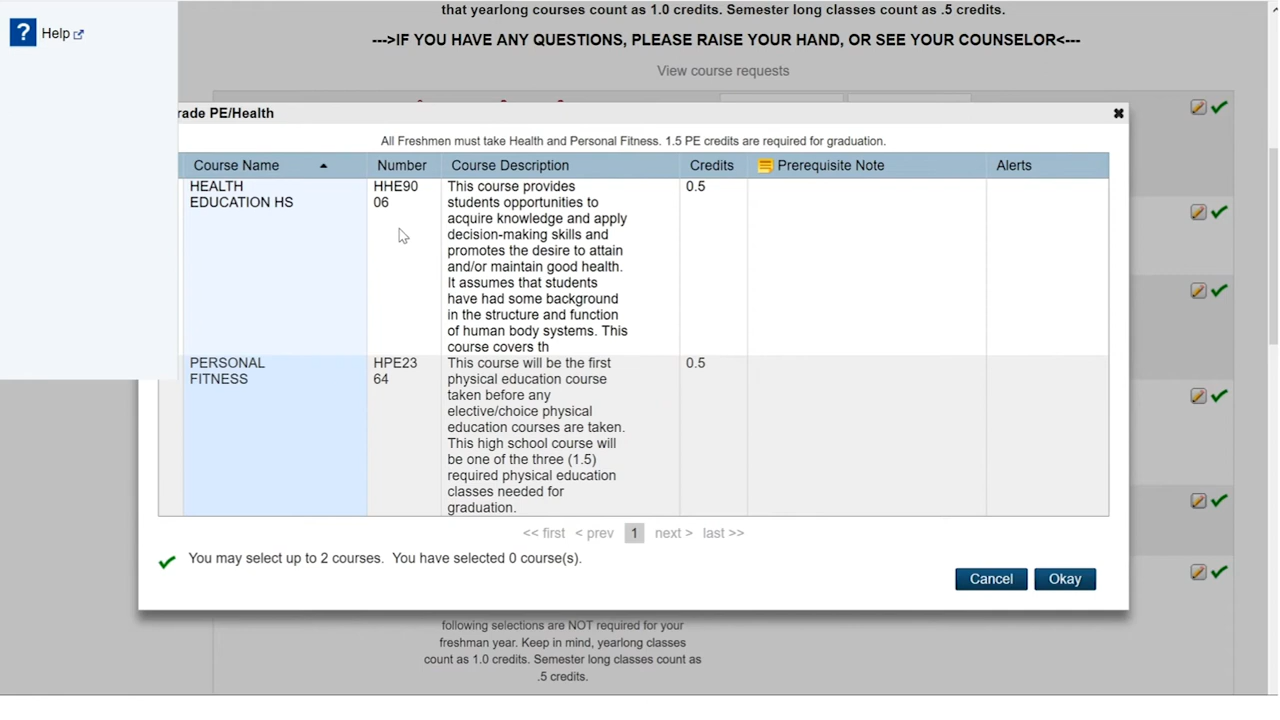 that yearlong courses count as 1.0 credits. Semester long classes count as .5 credits.
? Help
--->IF YOU HAVE ANY QUESTIONS, PLEASE RAISE YOUR HAND, OR SEE YOUR COUNSELOR<---
View course requests
rade PE/Health
All Freshmen must take Health and Personal Fitness. 1.5 PE credits are required for graduation.
Course Name Number Course Description Credits Prerequisite Note Alerts
HEALTH
EDUCATION HS
HHE90
06
This course provides
students opportunities to
acquire knowledge and apply
decision-making skills and
promotes the desire to attain
and/or maintain good health.
It assumes that students
have had some background
in the structure and function
of human body systems. This
course covers th
0.5
PERSONAL
FITNESS
HPE23
64
This course will be the first
physical education course
taken before any
elective/choice physical
education courses are taken.
This high school course will
be one of the three (1.5)
required physical education
classes needed for
graduation.
0.5
<< first < prev 1 next > last >>
You may select up to 2 courses. You have selected 0 course(s).
Cancel Okay
following selections are NOT required for your
freshman year. Keep in mind, yearlong classes
count as 1.0 credits. Semester long classes count as
.5 credits.